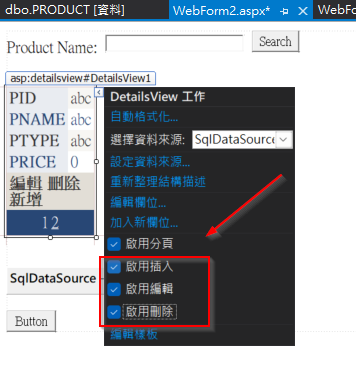 dbo.PRODUCT [資料]
WebForm2.aspx*
WebFo
Product Name:
Search
asp:detailsview#DetailsView1
PID abc
PNAME abc
PTYPE abc
PRICE 0
編輯 刪除
新增
1 2
SqlDataSource
Button
DetailsView 工作
自動格式化...
選擇資料來源: SqlDataSourc
設定資料來源...
重新整理結構描述
編輯欄位...
加入新欄位...
啟用分頁
啟用插入
啟用編輯
啟用刪除
編輯樣板